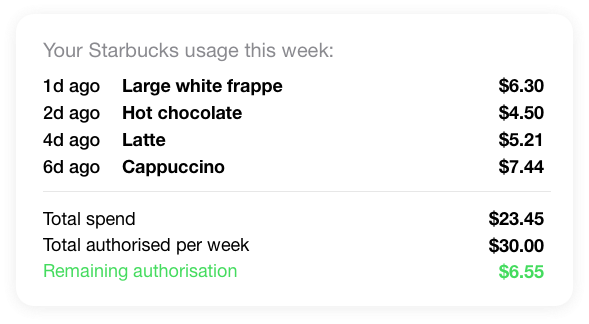 Your Starbucks usage this week:
1d ago Large white frappe $6.30
2d ago Hot chocolate $4.50
4d ago Latte $5.21
6d ago Cappuccino $7.44
Total spend $23.45
Total authorised per week $30.00
Remaining authorisation $6.55